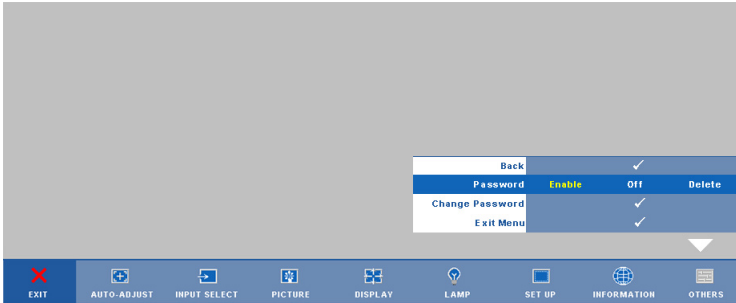 Back
Password Enable Off Delete
Change Password
Exit Menu
EXIT AUTO-ADJUST INPUT SELECT PICTURE DISPLAY LAMP SET UP INFORMATION OTHERS